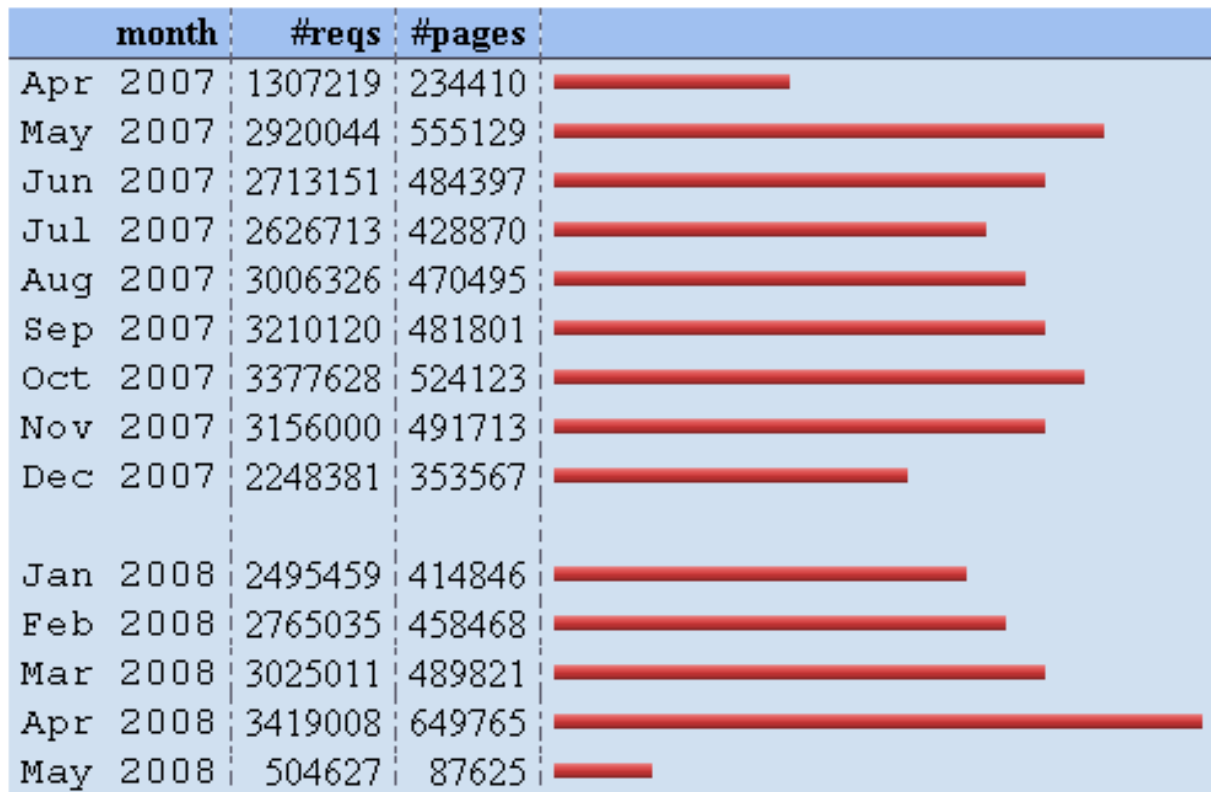 month #reqs #pages
Apr 2007 1307219 234410
May 2007 2920044 555129
Jun 2007 2713151 484397
Jul 2007 2626713 428870
Aug 2007 3006326 470495
Sep 2007 3210120 481801
Oct 2007 3377628 524123
Nov 2007 3156000 491713
Dec 2007 2248381 353567
Jan 2008 2495459 414846
Feb 2008 2765035 458468
Mar 2008 3025011 489821
Apr 2008 3419008 649765
May 2008 504627 87625